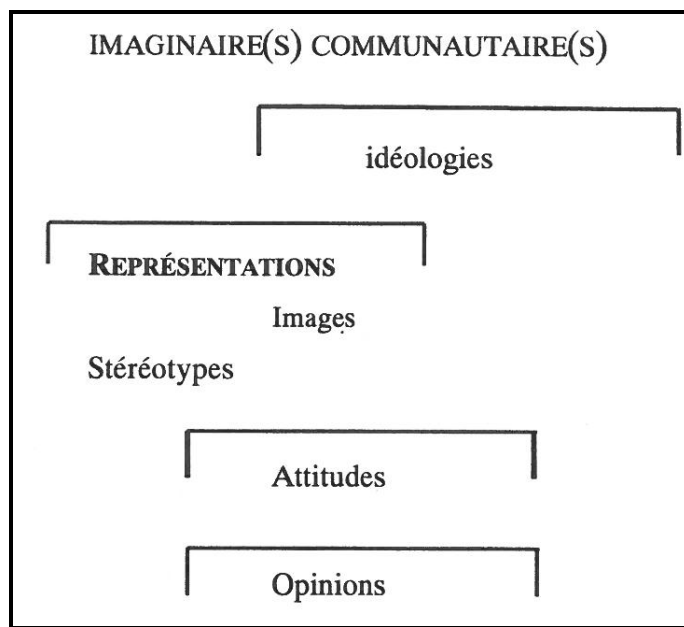 IMAGINAIRE(S) COMMUNAUTAIRE(S)
idéologies
REPRÉSENTATIONS
Images
Stéréotypes
Attitudes
Opinions